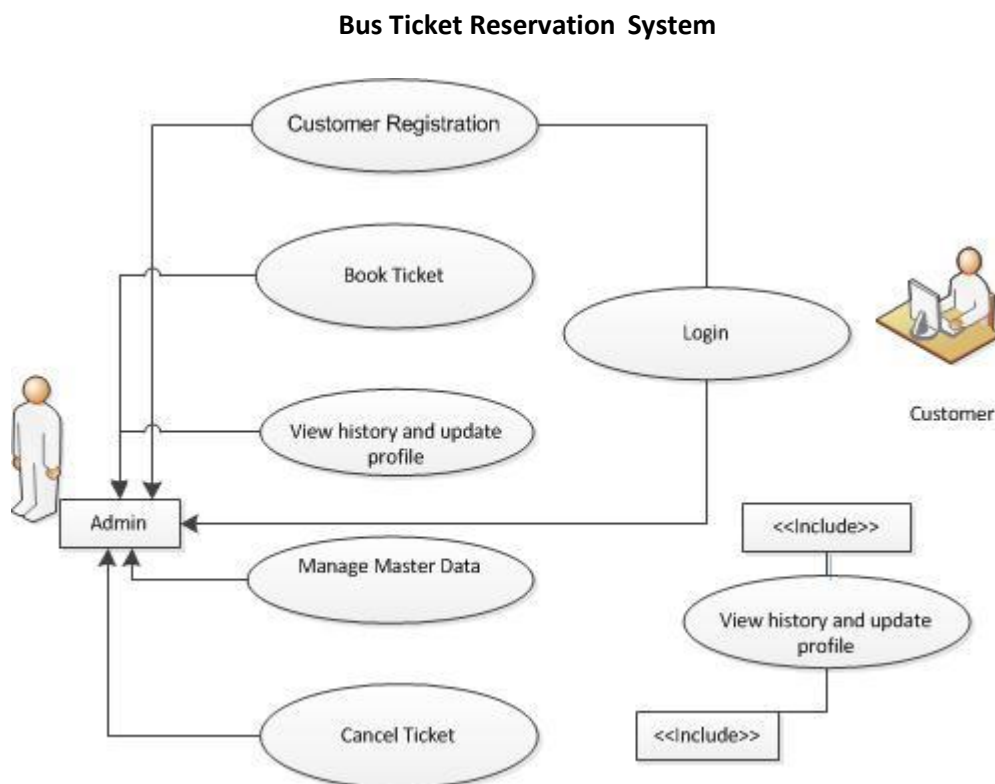 Bus Ticket Reservation System
Customer Registration
Book Ticket
Login
Customer
View history and update
profile
Admin
<<Include>>
Manage Master Data
View history and update
profile
Cancel Ticket
<<Include>>